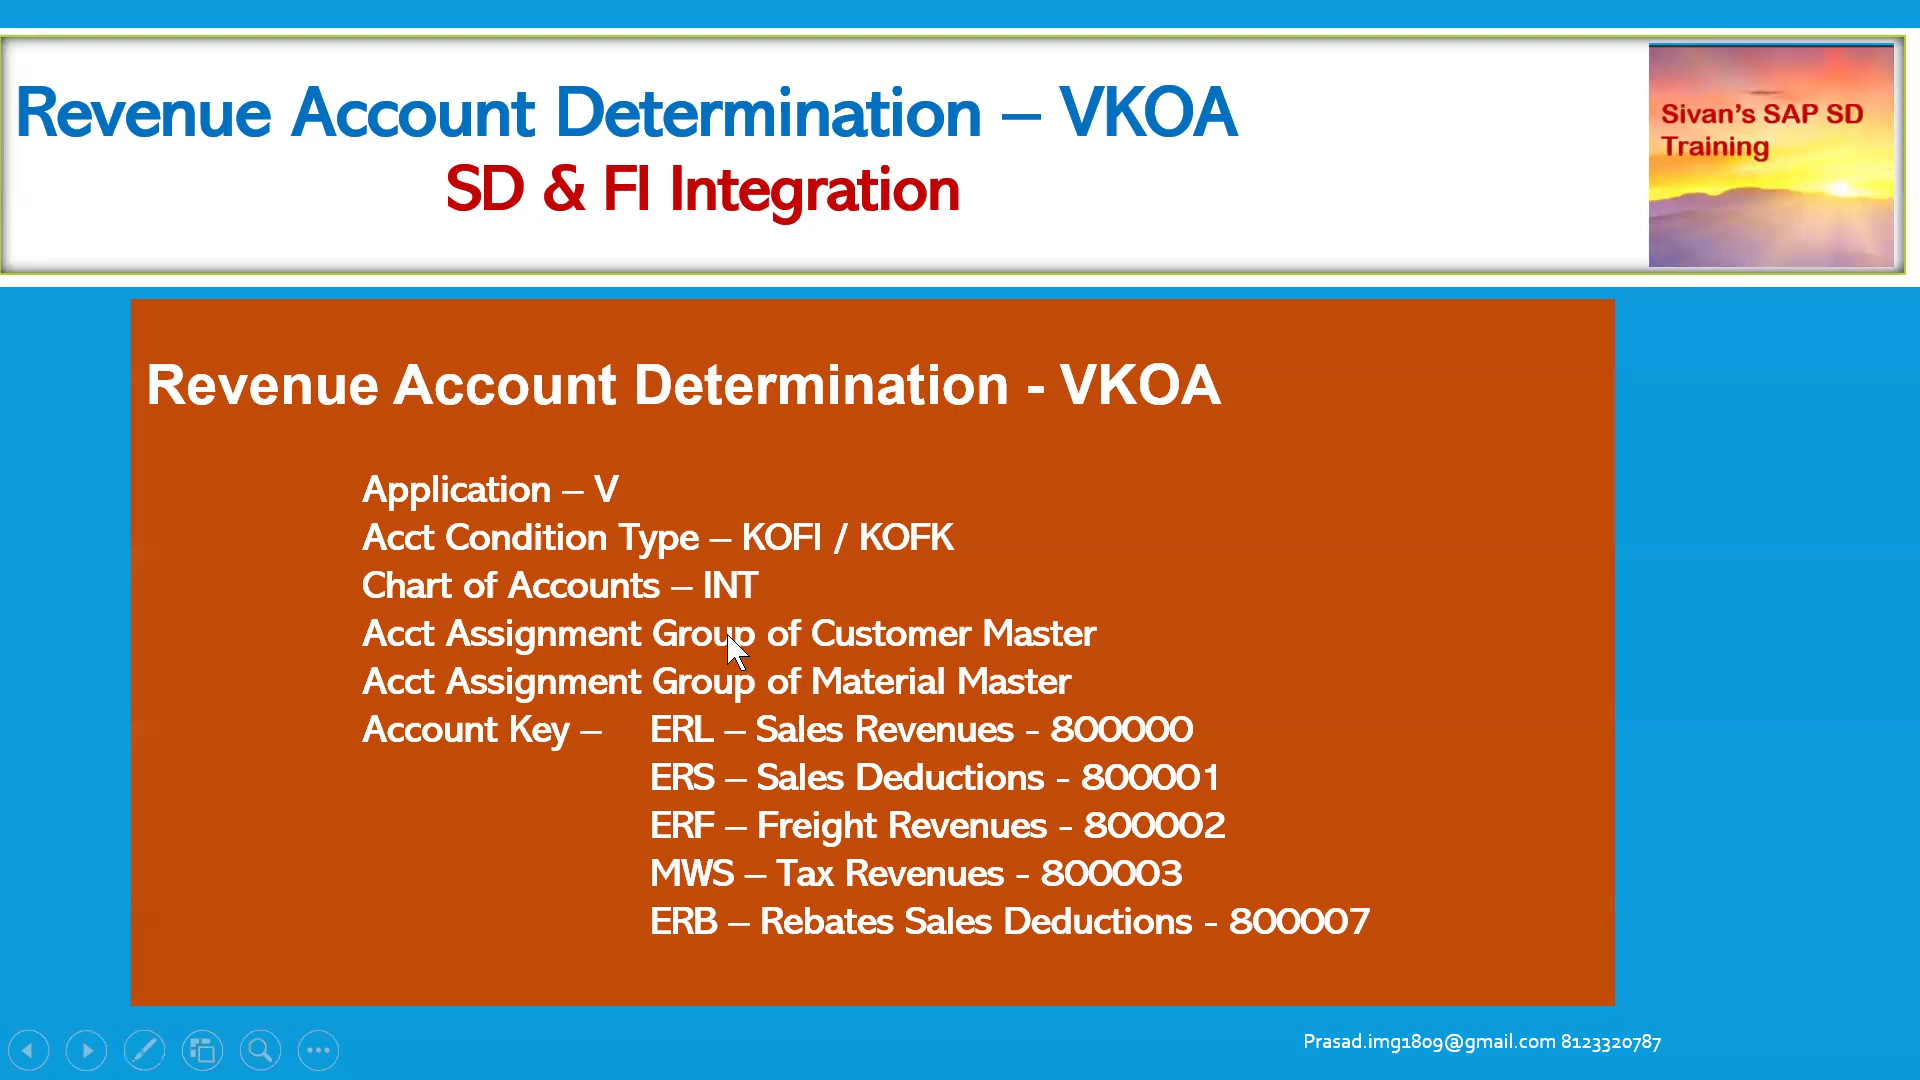 Revenue Account Determination – VKOA
SD & FI Integration
Sivan's SAP SD
Training
Revenue Account Determination - VKOA
Application – V
Acct Condition Type – KOFI / KOFK
Chart of Accounts – INT
Acct Assignment Group of Customer Master
Acct Assignment Group of Material Master
Account Key – ERL – Sales Revenues - 800000
ERS – Sales Deductions - 800001
ERF – Freight Revenues - 800002
MWS – Tax Revenues - 800003
ERB – Rebates Sales Deductions - 800007
Prasad.img1809@gmail.com 8123320787